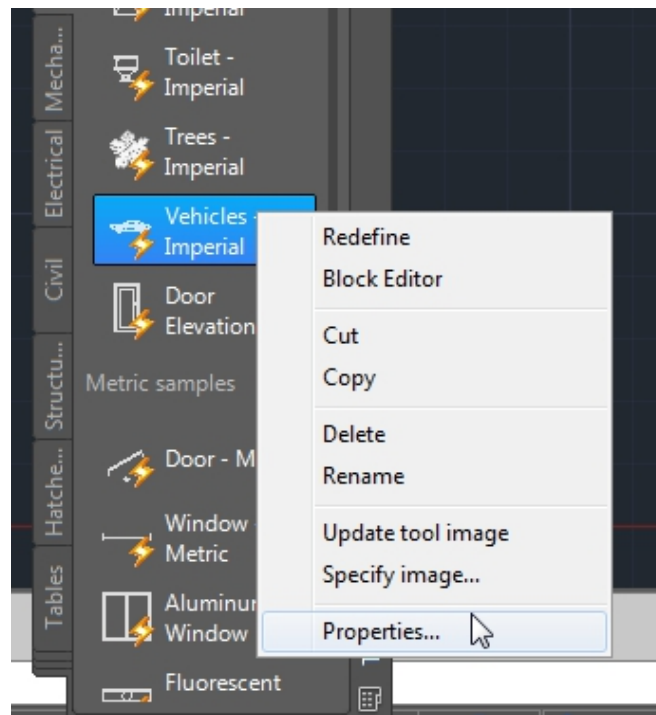 Imperial
Toilet -
Imperial
Trees -
Imperial
Vehicles -
Imperial
Door
Elevation
Metric samples
Door - M
Window -
Metric
Aluminum
Window
Fluorescent
Mecha...
Electrical
Civil
Structu...
Hatche...
Tables
Redefine
Block Editor
Cut
Copy
Delete
Rename
Update tool image
Specify image...
Properties...